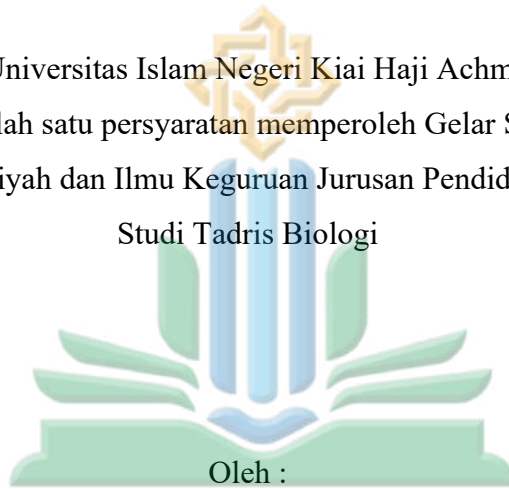 Universitas Islam Negeri Kiai Haji Achm
lah satu persyaratan memperoleh Gelar S
iyah dan Ilmu Keguruan Jurusan Pendid
Studi Tadris Biologi
Oleh :